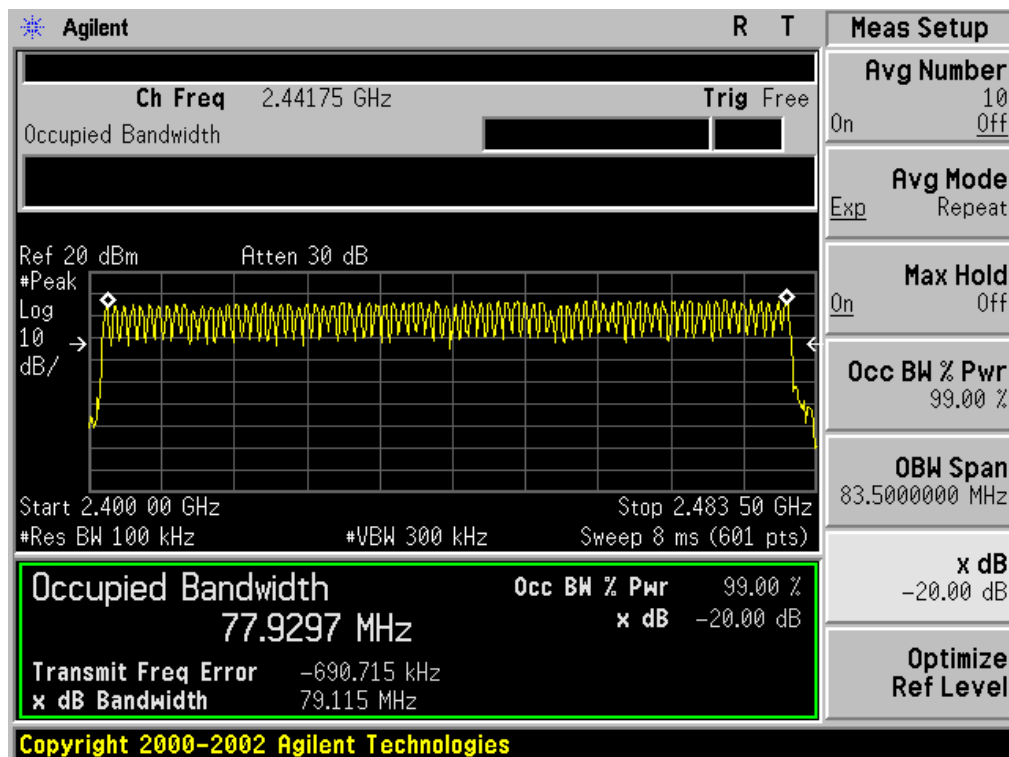 Agilent R T
Ch Freq 2.44175 GHz Trig Free
Occupied Bandwidth
Ref 20 dBm Atten 30 dB
#Peak
Log
10
dB/
Start 2.400 00 GHz Stop 2.483 50 GHz
#Res BW 100 kHz #VBW 300 kHz Sweep 8 ms (601 pts)
Occupied Bandwidth Occ BW % Pwr 99.00 %
77.9297 MHz x dB -20.00 dB
Transmit Freq Error -690.715 kHz
x dB Bandwidth 79.115 MHz
Copyright 2000-2002 Agilent Technologies
Meas Setup
Avg Number
10
On Off
Avg Mode
Exp Repeat
Max Hold
On Off
Occ BW % Pwr
99.00 %
OBW Span
83.5000000 MHz
x dB
-20.00 dB
Optimize
Ref Level